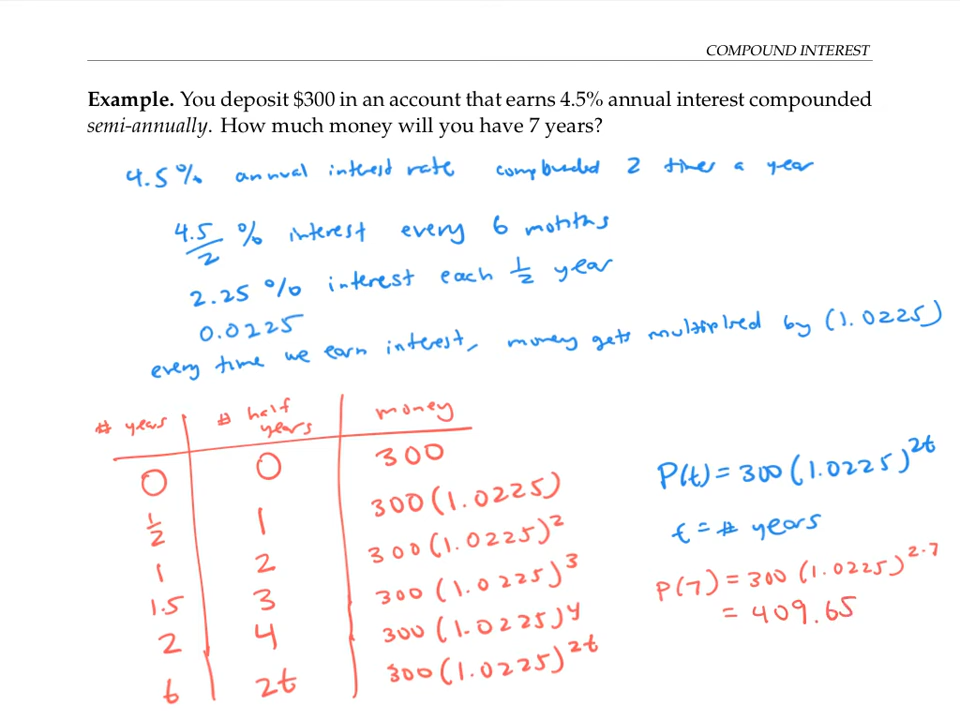 COMPOUND INTEREST
Example. You deposit $300 in an account that earns 4.5% annual interest compounded
semi-annually. How much money will you have 7 years?
4.5% annual interest rate compounded 2 times a year
4.5/2 % interest every 6 months
2.25 % interest each 1/2 year
0.0225
every time we earn interest, money gets multiplied by (1.0225)
# years # half years money
0 0 300
1/2 1 300(1.0225)
1 2 300(1.0225)^2
1.5 3 300(1.0225)^3
2 4 300(1.0225)^4
t 2t 300(1.0225)^2t
P(t) = 300(1.0225)^2t
t = # years
P(7) = 300(1.0225)^2·7
= 409.65